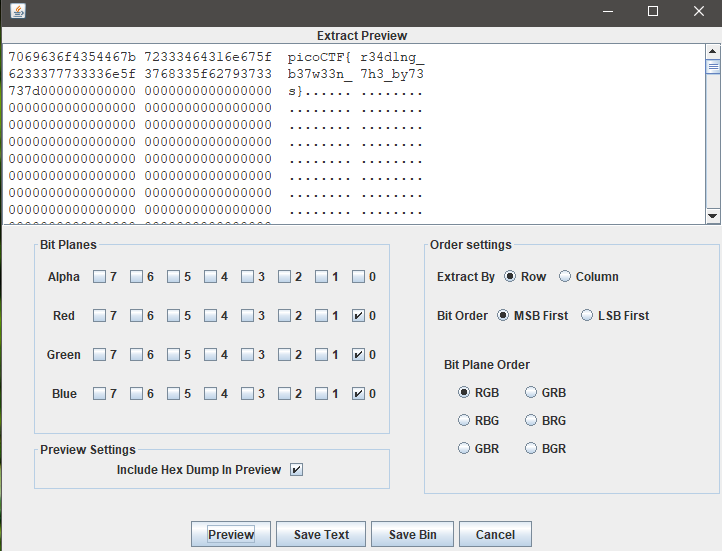 Extract Preview
7069636f4354467b 72333464316e675f picoCTF{ r34d1ng_
6233377733336e5f 3768335f62793733 b37w33n_ 7h3_by73
737d000000000000 0000000000000000 s}...... ........
0000000000000000 0000000000000000 ........ ........
0000000000000000 0000000000000000 ........ ........
0000000000000000 0000000000000000 ........ ........
0000000000000000 0000000000000000 ........ ........
0000000000000000 0000000000000000 ........ ........
0000000000000000 0000000000000000 ........ ........
0000000000000000 0000000000000000 ........ ........
Bit Planes
Alpha 7 6 5 4 3 2 1 0
Red 7 6 5 4 3 2 1 0
Green 7 6 5 4 3 2 1 0
Blue 7 6 5 4 3 2 1 0
Preview Settings
Include Hex Dump In Preview
Order settings
Extract By Row Column
Bit Order MSB First LSB First
Bit Plane Order
RGB GRB
RBG BRG
GBR BGR
Preview Save Text Save Bin Cancel